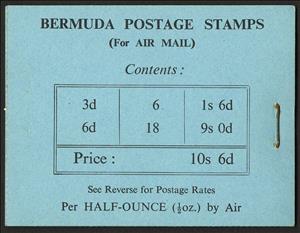 BERMUDA POSTAGE STAMPS
(For AIR MAIL)
Contents :
3d 6 1s 6d
6d 18 9s 0d
Price : 10s 6d
See Reverse for Postage Rates
Per HALF-OUNCE (½oz.) by Air